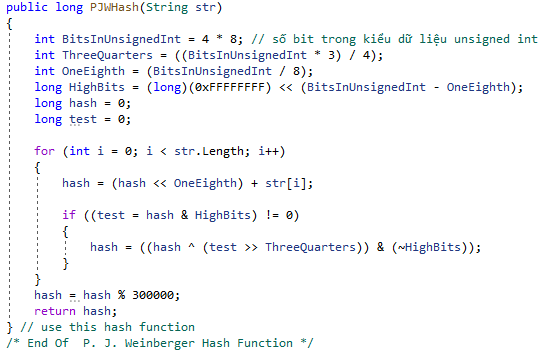 public long PJWHash(String str)
{
int BitsInUnsignedInt = 4 * 8; // số bit trong kiểu dữ liệu unsigned int
int ThreeQuarters = ((BitsInUnsignedInt * 3) / 4);
int OneEighth = (BitsInUnsignedInt / 8);
long HighBits = (long)(0xFFFFFFFF) << (BitsInUnsignedInt - OneEighth);
long hash = 0;
long test = 0;
for (int i = 0; i < str.Length; i++)
{
hash = (hash << OneEighth) + str[i];
if ((test = hash & HighBits) != 0)
{
hash = ((hash ^ (test >> ThreeQuarters)) & (~HighBits));
}
}
hash = hash % 300000;
return hash;
} // use this hash function
/* End Of  P. J. Weinberger Hash Function */